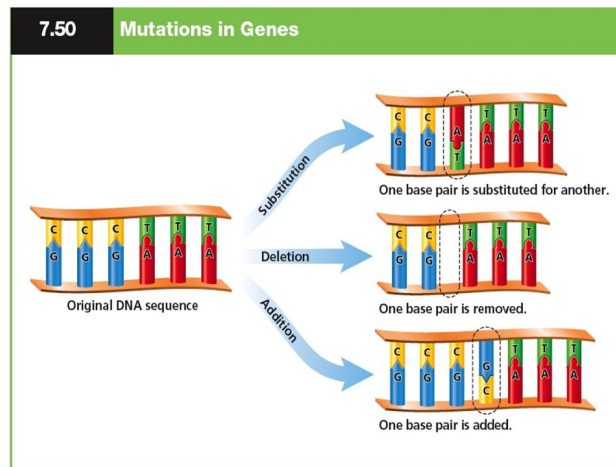 7.50 Mutations in Genes
C C C T T T
G G G A A A
Original DNA sequence
Substitution
C C A T T T
G G T A A A
One base pair is substituted for another.
Deletion
C C T T T
G G A A A
One base pair is removed.
Addition
C C C G T T T
G G G C A A A
One base pair is added.